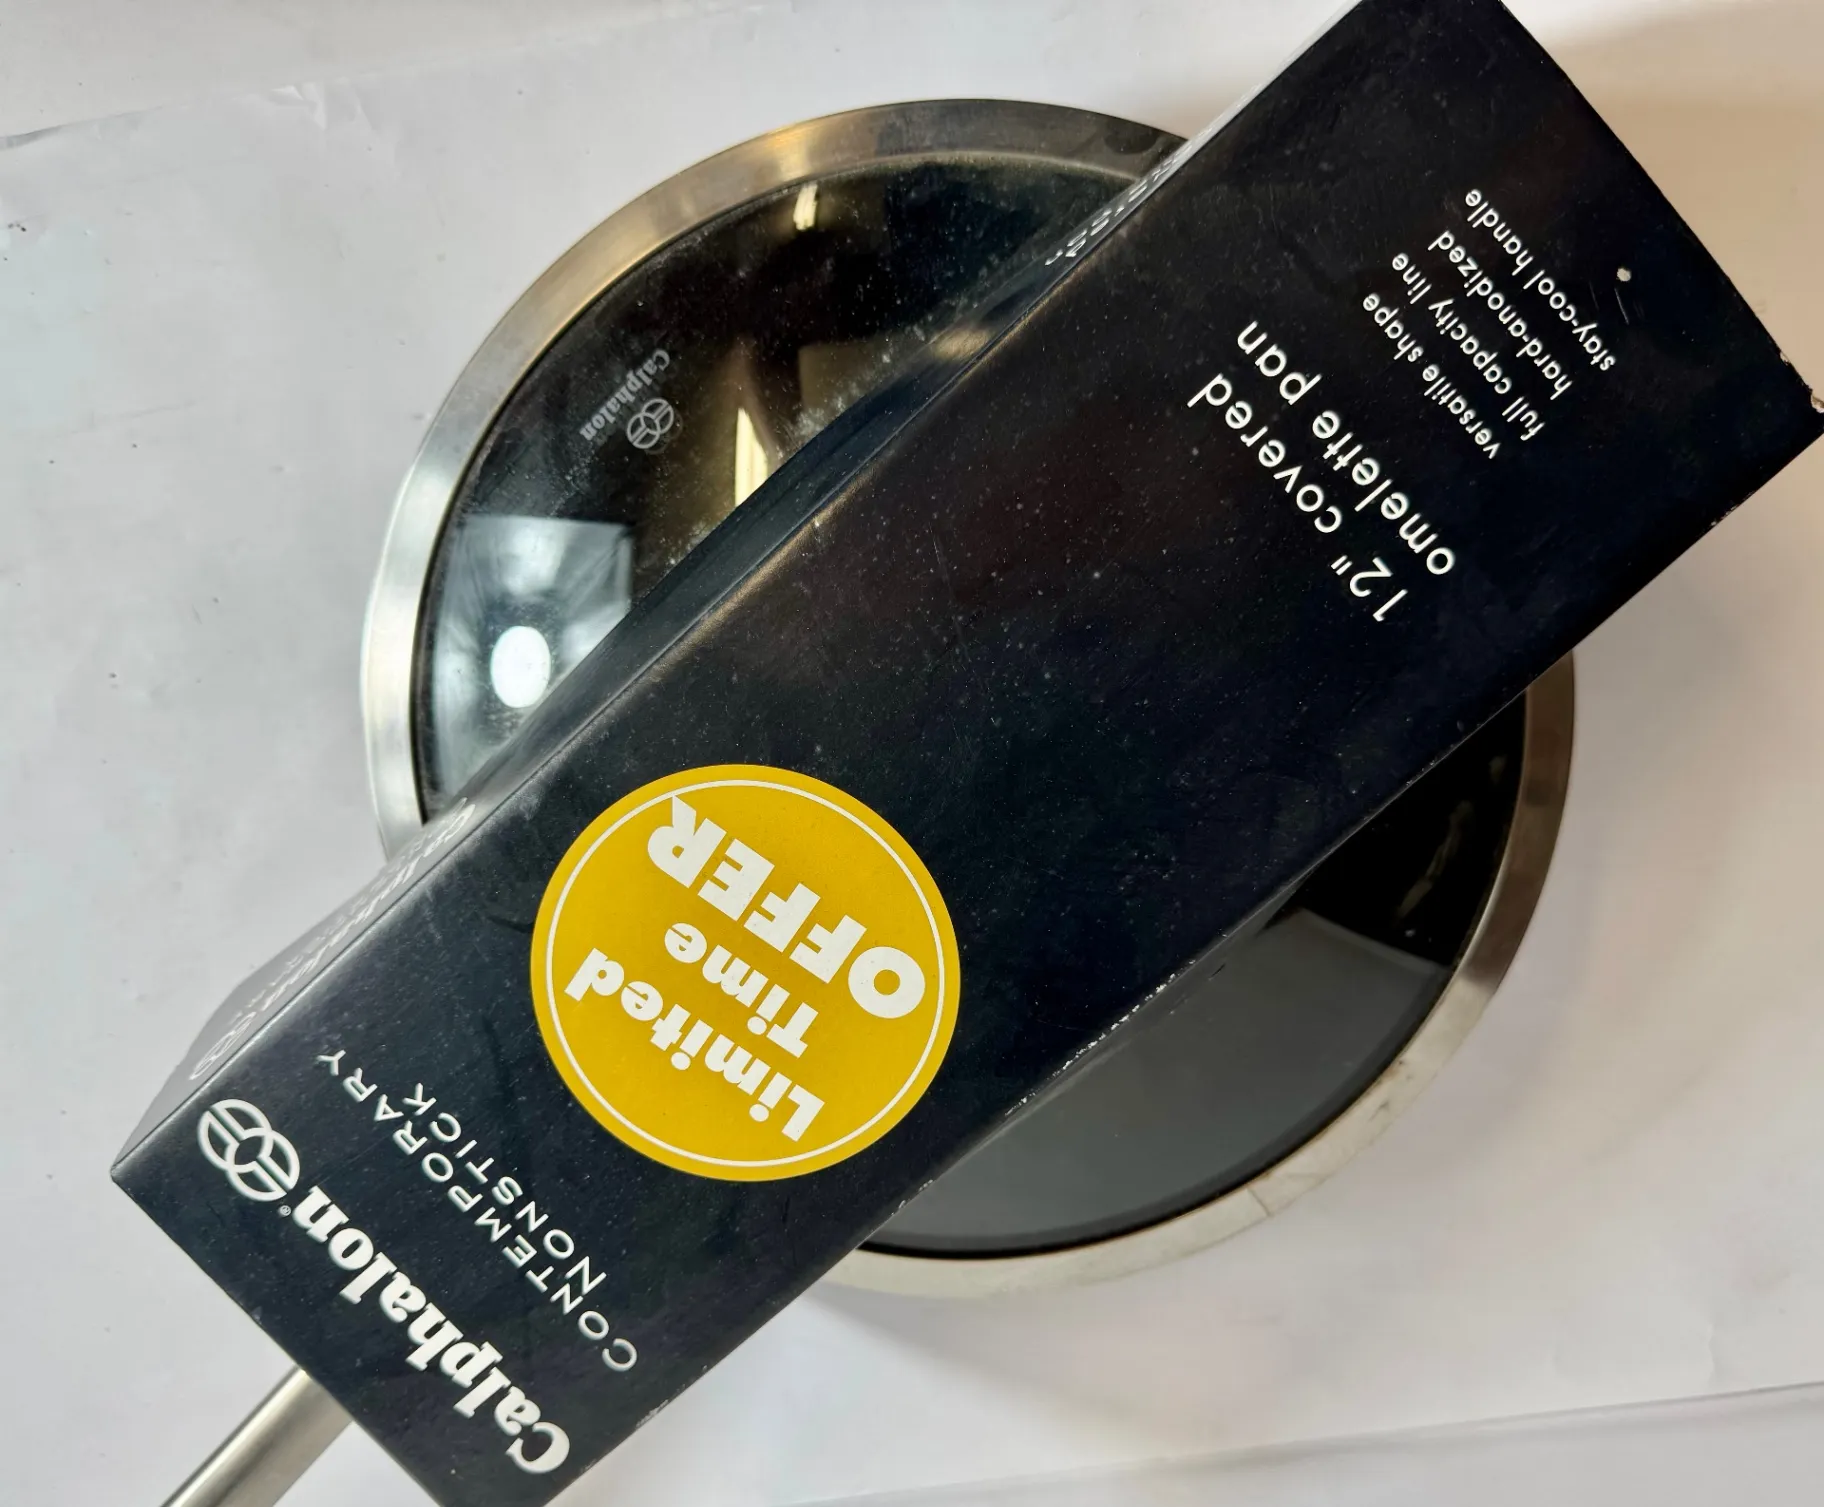 Calphalon®
CONTEMPORARY
NONSTICK
Limited
Time
OFFER
12" covered
omelette pan
versatile shape
full capacity line
hard-anodized
stay-cool handle
Calphalon